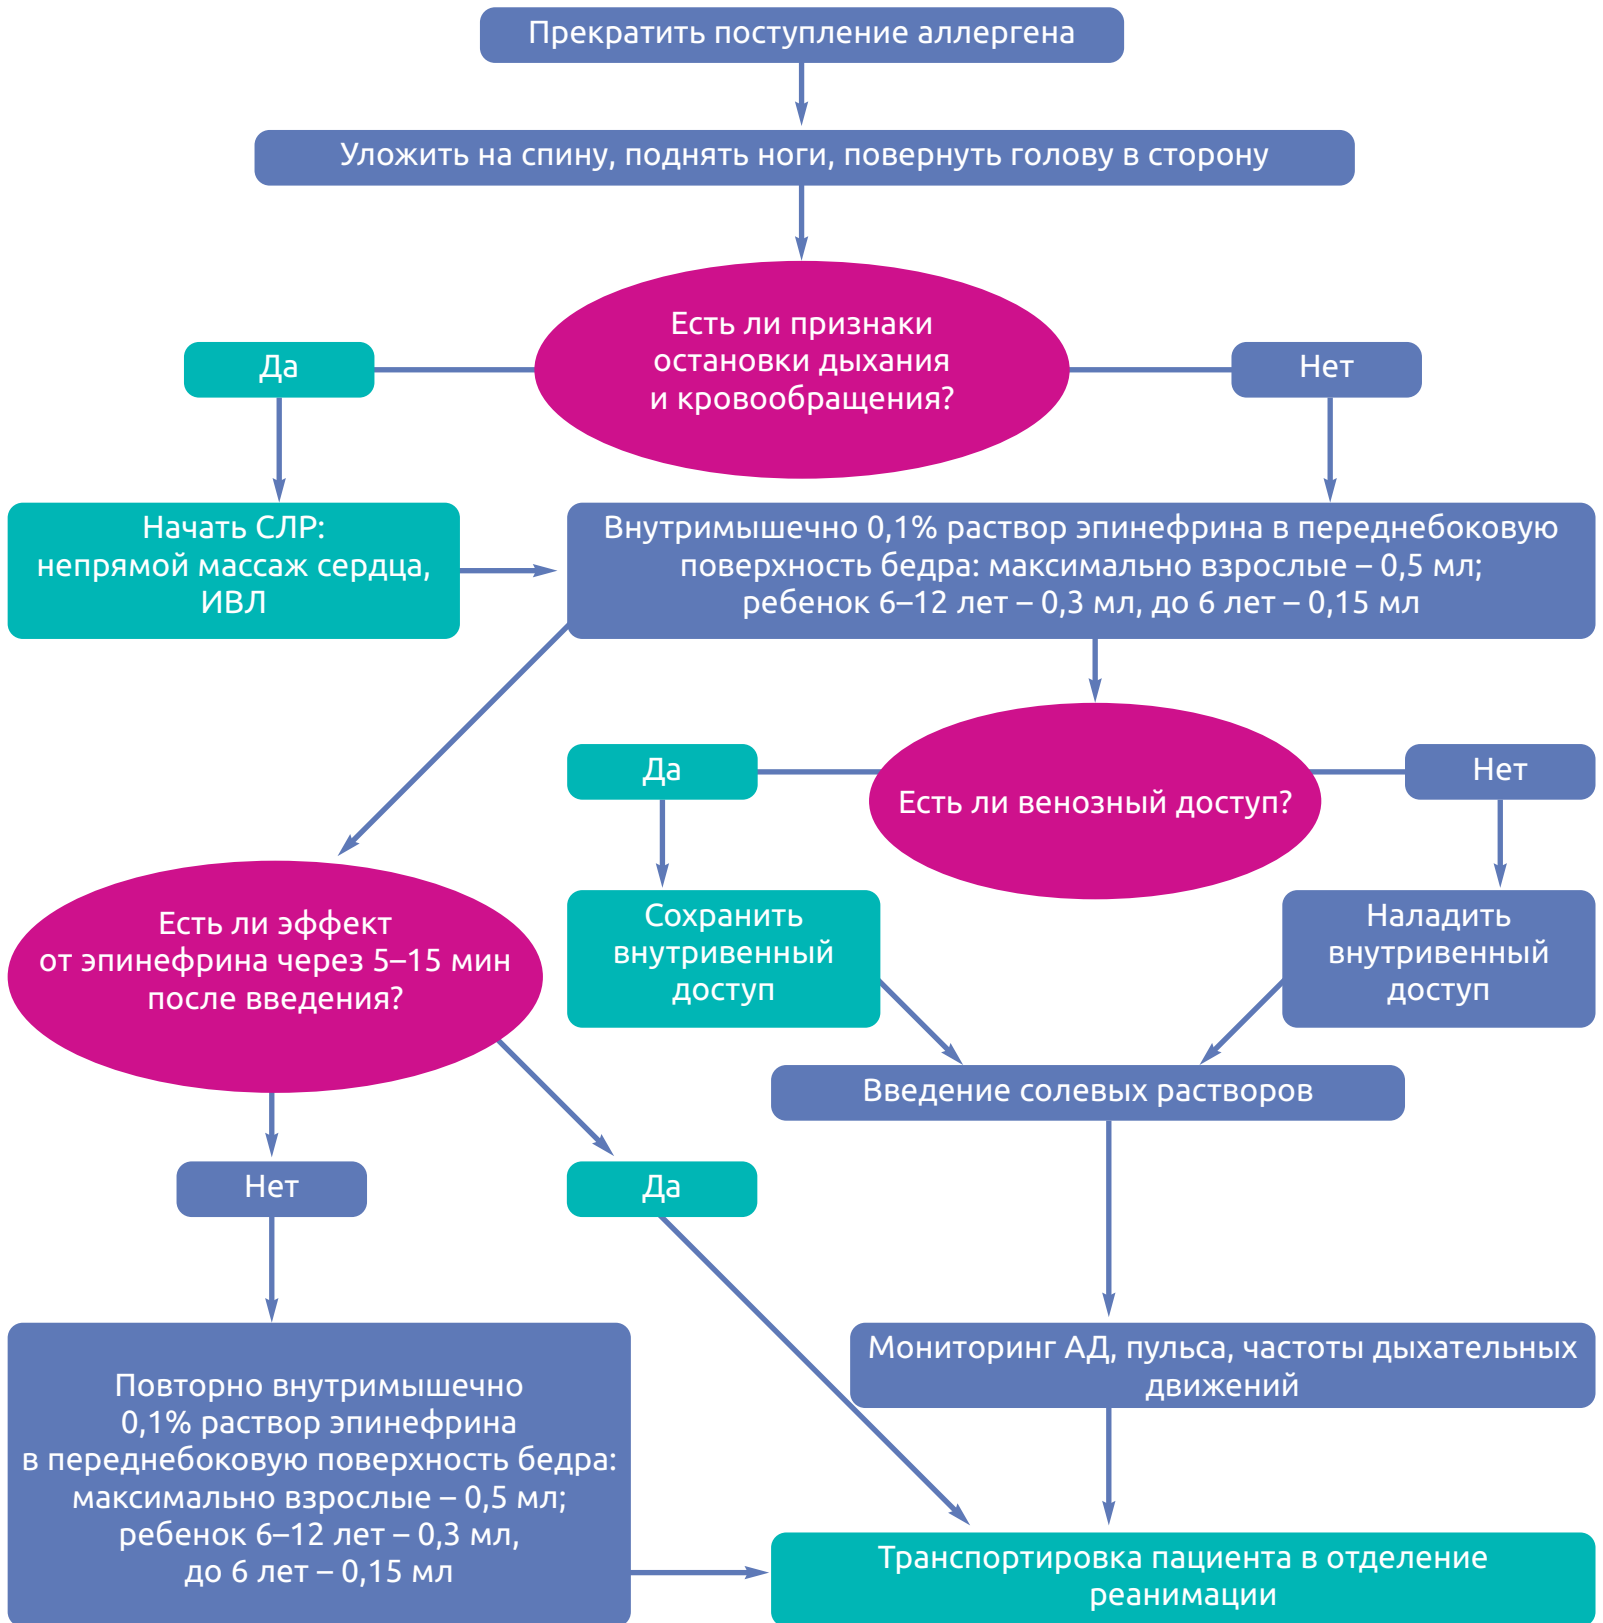 Прекратить поступление аллергена
Уложить на спину, поднять ноги, повернуть голову в сторону
Есть ли признаки
остановки дыхания
и кровообращения?
Да
Нет
Начать СЛР:
непрямой массаж сердца,
ИВЛ
Внутримышечно 0,1% раствор эпинефрина в переднебоковую
поверхность бедра: максимально взрослые – 0,5 мл;
ребенок 6–12 лет – 0,3 мл, до 6 лет – 0,15 мл
Да
Есть ли венозный доступ?
Нет
Есть ли эффект
от эпинефрина через 5–15 мин
после введения?
Сохранить
внутривенный
доступ
Наладить
внутривенный
доступ
Введение солевых растворов
Нет
Да
Мониторинг АД, пульса, частоты дыхательных
движений
Повторно внутримышечно
0,1% раствор эпинефрина
в переднебоковую поверхность бедра:
максимально взрослые – 0,5 мл;
ребенок 6–12 лет – 0,3 мл,
до 6 лет – 0,15 мл
Транспортировка пациента в отделение
реанимации